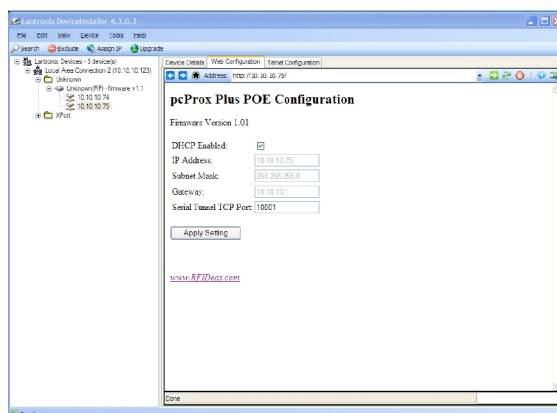 Lantronix DeviceInstaller 4.3.0.3
File Edit View Device Tools Help
Search Exclude Assign IP Upgrade
Lantronix Devices - 3 device(s)
Local Area Connection 2 (10.10.10.123)
Unknown
Unknown(RF) - firmware v1.1
10.10.10.74
10.10.10.75
XPort
Device Details Web Configuration Telnet Configuration
Address: http://10.10.10.75/
pcProx Plus POE Configuration
Firmware Version 1.01
DHCP Enabled:
IP Address: 10.10.10.75
Subnet Mask: 255.255.255.0
Gateway: 10.10.10.1
Serial Tunnel TCP Port: 10001
Apply Setting
www.RFIDeas.com
Done